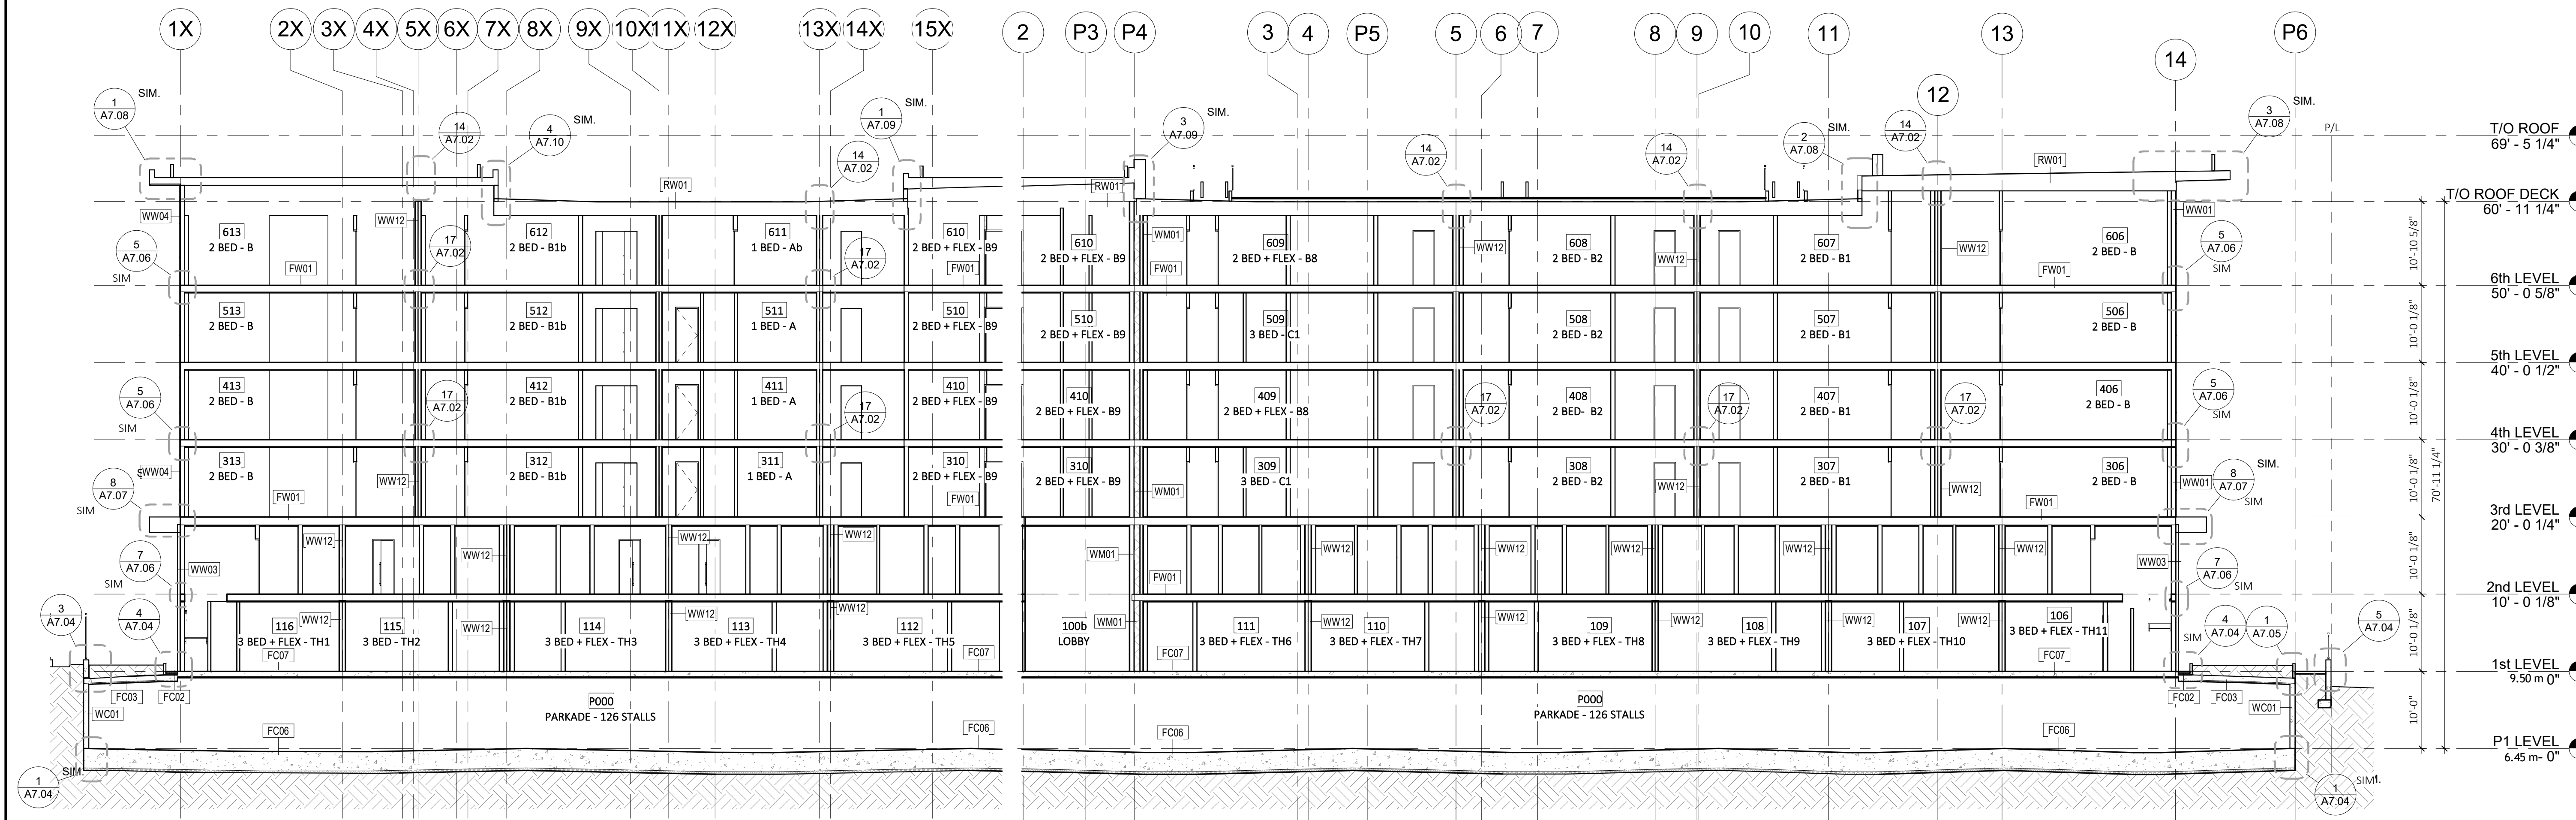 1X 2X 3X 4X 5X 6X 7X 8X 9X 10X 11X 12X 13X 14X 15X 2 P3 P4 3 4 P5 5 6 7 8 9 10 11 12 13 14 P6
1 A7.08 SIM.
14 A7.02
4 A7.10 SIM.
14 A7.02
1 A7.09 SIM.
3 A7.09 SIM.
14 A7.02
14 A7.02
2 A7.08 SIM.
14 A7.02
3 A7.08 SIM.
P/L
T/O ROOF
69' - 5 1/4"
RW01 RW01 RW01
T/O ROOF DECK
60' - 11 1/4"
WW04 WW12 WM01 WW12 WW12 WW12 WW01
613 612 611 610 610 609 608 607 606
2 BED - B 2 BED - B1b 1 BED - Ab 2 BED + FLEX - B9 2 BED + FLEX - B9 2 BED + FLEX - B8 2 BED - B2 2 BED - B1 2 BED - B
5 A7.06 SIM
17 A7.02
17 A7.02
5 A7.06 SIM
FW01 FW01 FW01 FW01
10'-10 5/8"
6th LEVEL
50' - 0 5/8"
513 512 511 510 510 509 508 507 506
2 BED - B 2 BED - B1b 1 BED - A 2 BED + FLEX - B9 2 BED + FLEX - B9 3 BED - C1 2 BED - B2 2 BED - B1 2 BED - B
10'-0 1/8"
5th LEVEL
40' - 0 1/2"
413 412 411 410 410 409 408 407 406
2 BED - B 2 BED - B1b 1 BED - A 2 BED + FLEX - B9 2 BED + FLEX - B9 2 BED + FLEX - B8 2 BED- B2 2 BED - B1 2 BED - B
5 A7.06 SIM
17 A7.02
17 A7.02
17 A7.02
17 A7.02
17 A7.02
5 A7.06 SIM
10'-0 1/8"
4th LEVEL
30' - 0 3/8"
313 312 311 310 310 309 308 307 306
2 BED - B 2 BED - B1b 1 BED - A 2 BED + FLEX - B9 2 BED + FLEX - B9 3 BED - C1 2 BED - B2 2 BED - B1 2 BED - B
WW04 WW12 WM01 WW12 WW12 WW01
8 A7.07 SIM
8 A7.07 SIM. SIM
FW01 FW01 FW01
10'-0 1/8"
70'-11 1/4"
3rd LEVEL
20' - 0 1/4"
WW12 WW12 WW12 WW12 WM01 WW12 WW12 WW12 WW12 WW12
WW03 WW03
7 A7.06 SIM
7 A7.06 SIM
FW01
10'-0 1/8"
2nd LEVEL
10' - 0 1/8"
3 A7.04
4 A7.04
WW12 WW12 WW12 WW12 WM01 WW12 WW12 WW12 WW12 WW12
116 115 114 113 112 100b 111 110 109 108 107 106
3 BED + FLEX - TH1 3 BED - TH2 3 BED + FLEX - TH3 3 BED + FLEX - TH4 3 BED + FLEX - TH5 LOBBY 3 BED + FLEX - TH6 3 BED + FLEX - TH7 3 BED + FLEX - TH8 3 BED + FLEX - TH9 3 BED + FLEX - TH10 3 BED + FLEX - TH11
4 A7.04 SIM
1 A7.05
5 A7.04
FC07 FC07 FC07 FC07
10'-0 1/8"
1st LEVEL
9.50 m 0"
FC03 FC02 FC02 FC03
WC01 WC01
P000
PARKADE - 126 STALLS
P000
PARKADE - 126 STALLS
FC06 FC06 FC06 FC06
10'-0"
P1 LEVEL
6.45 m- 0"
1 A7.04 SIM.
1 A7.04 SIM.